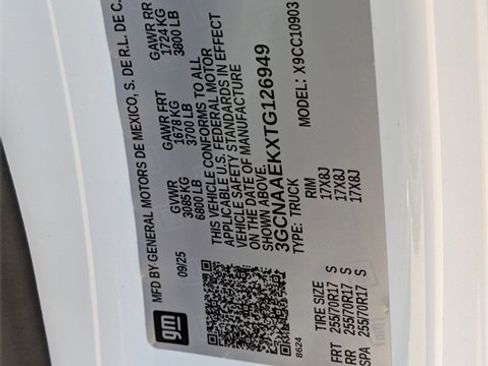 gm
MFD BY GENERAL MOTORS DE MEXICO, S. DE R.L. DE C.
09/25
GVWR GAWR FRT GAWR RR
3085 KG 1678 KG 1724 KG
6800 LB 3700 LB 3800 LB
THIS VEHICLE CONFORMS TO ALL
APPLICABLE U.S. FEDERAL MOTOR
VEHICLE SAFETY STANDARDS IN EFFECT
ON THE DATE OF MANUFACTURE
SHOWN ABOVE.
3GCNAAEKXTG126949
TYPE: TRUCK MODEL: X9CC10903
8624
TIRE SIZE RIM
FRT 255/70R17 S 17X8J
RR 255/70R17 S 17X8J
SPA 255/70R17 S 17X8J